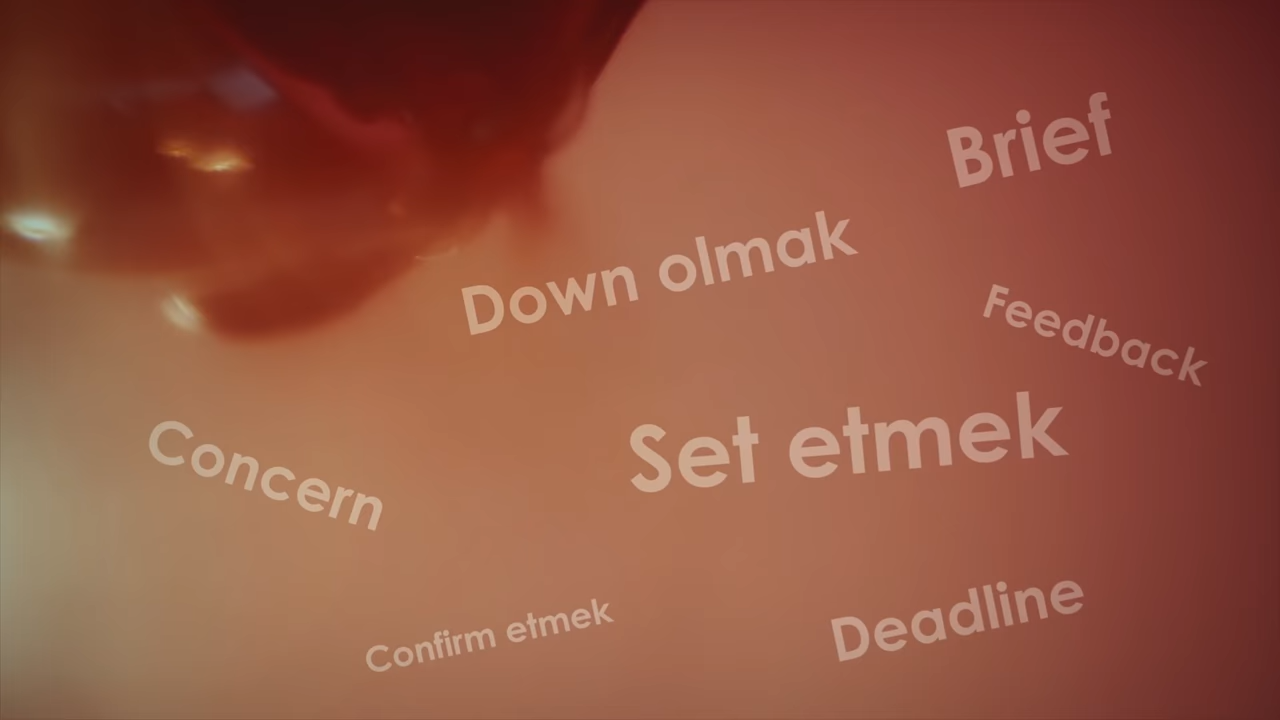 Brief
Down olmak
Feedback
Set etmek
Concern
Confirm etmek
Deadline